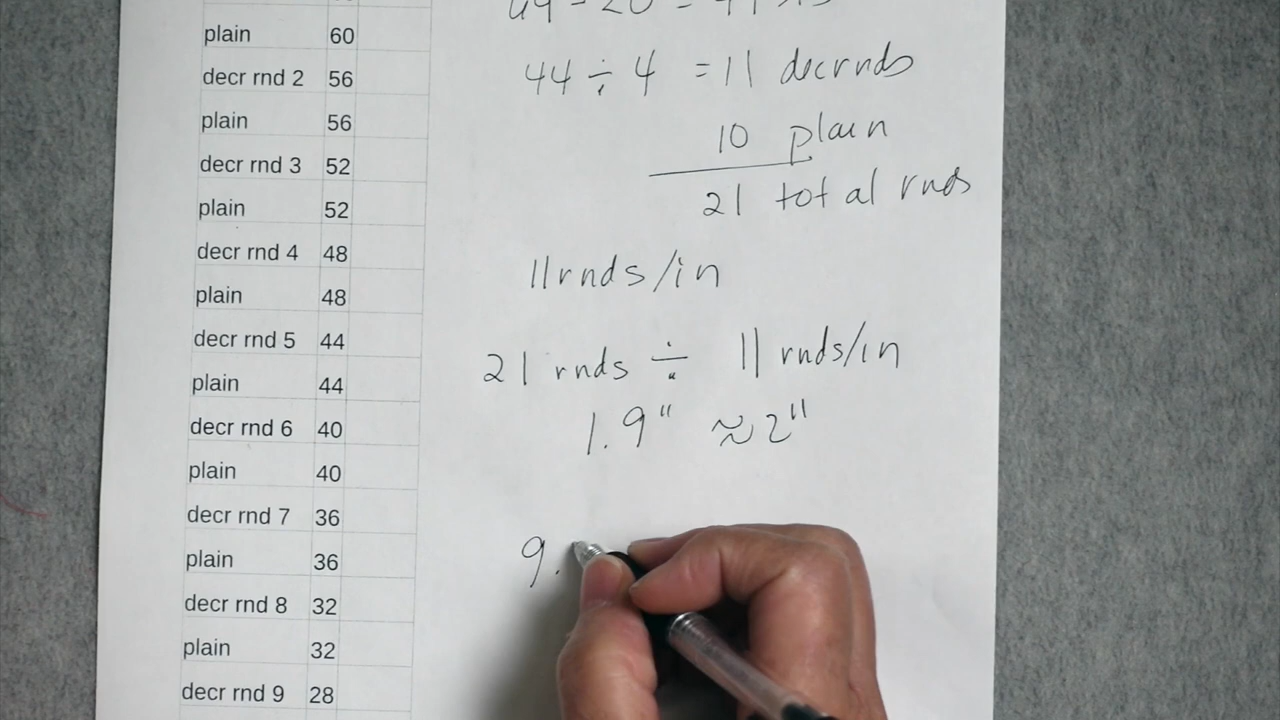 plain 60
decr rnd 2 56
plain 56
decr rnd 3 52
plain 52
decr rnd 4 48
plain 48
decr rnd 5 44
plain 44
decr rnd 6 40
plain 40
decr rnd 7 36
plain 36
decr rnd 8 32
plain 32
decr rnd 9 28
44 ÷ 4 = 11 decrnds
10 plain
21 total rnds
11 rnds/in
21 rnds ÷ 11 rnds/in
1.9" ≈ 2"
9.